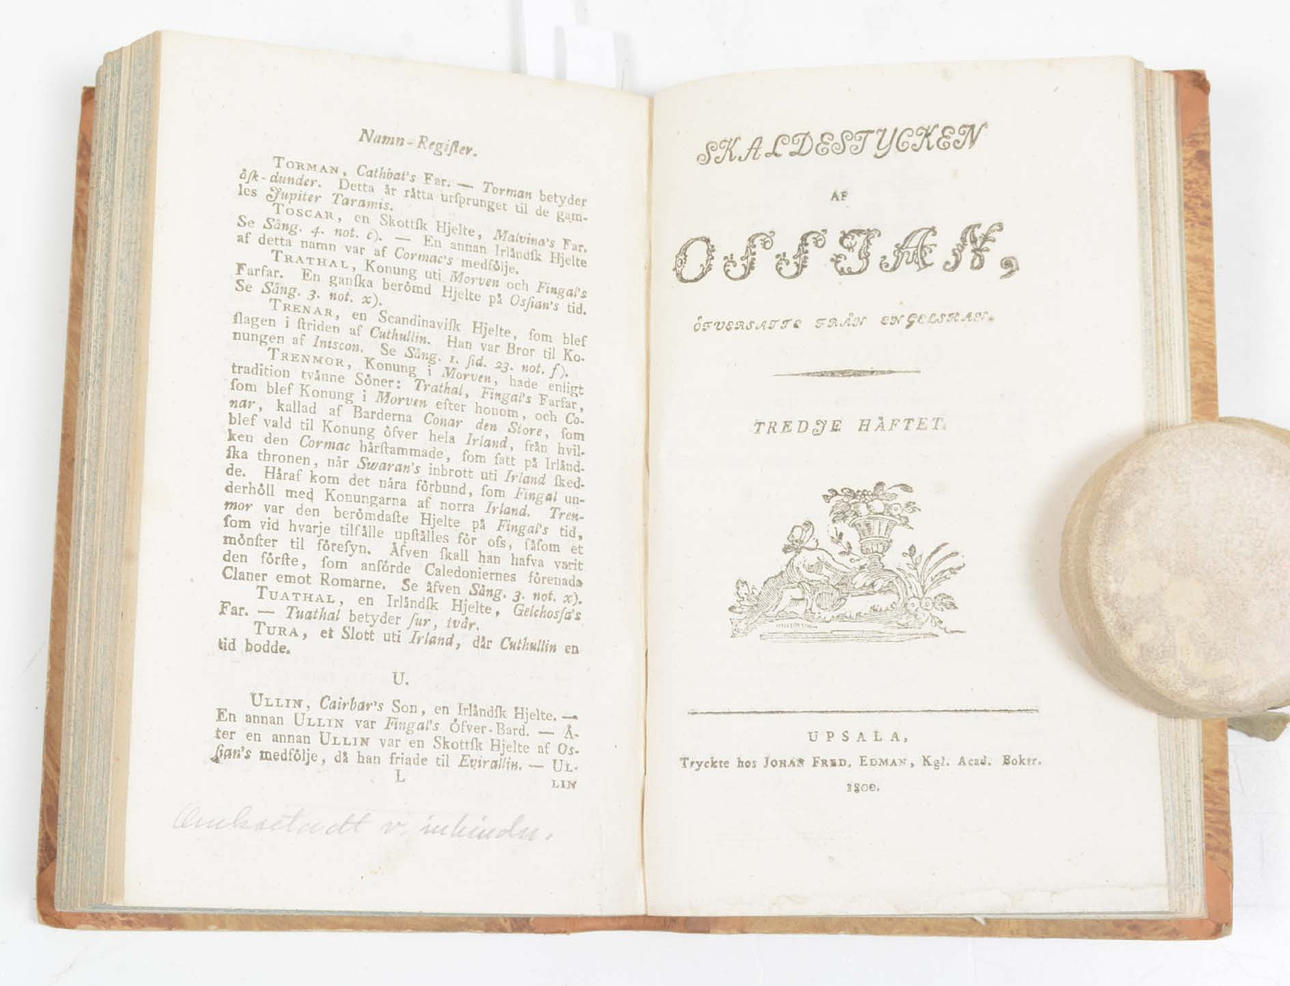 Namn-Regiſter.
TORMAN, Cathbat's Far. — Torman betyder
åſk-dunder. Detta är rätta urſprunget til de gam-
les Jupiter Taramis.
TOSCAR, en Skottſk Hjelte, Malvina's Far.
Se Sång. 4. not. c). — En annan Irländſk Hjelte
af detta namn var af Cormac's medfölje.
TRATHAL, Konung uti Morven och Fingal's
Farfar. En ganſka berömd Hjelte på Osſian's tid.
Se Sång. 3. not. x).
TRENAR, en Scandinaviſk Hjelte, ſom blef
ſlagen i ſtriden af Cuthullin. Han var Bror til Ko-
nungen af Iniscon. Se Sång. 1. ſid. 23. not. f).
TRENMOR, Konung i Morven, hade enligt
tradition tvänne Söner: Trathal, Fingal's Farfar,
ſom blef Konung i Morven efter honom, och Co-
nar, kallad af Barderna Conar den Store, ſom
blef vald til Konung öfver hela Irland, från hvil-
ken den Cormac härſtammade, ſom ſatt på Irländ-
ſka thronen, når Swaran's inbrott uti Irland ſked-
de. Håraf kom det nåra förbund, ſom Fingal un-
derhöll med Konungarna af norra Irland. Tren-
mor var den berömdaſte Hjelte på Fingal's tid,
ſom vid hvarje tilfälle upſtälles för oſs, ſåſom et
mönſter til föreſyn. Åfven ſkall han hafva varit
den förſte, ſom anförde Caledoniernes förenada
Claner emot Romarne. Se åfven Sång. 3. not. x).
TUATHAL, en Irländſk Hjelte, Gelchosſa's
Far. — Tuathal betyder ſur, tvär.
TURA, et Slott uti Irland, där Cuthullin en
tid bodde.
U.
ULLIN, Cairbar's Son, en Irländſk Hjelte. —
En annan ULLIN var Fingal's Öfver-Bard. — Å-
ter en annan ULLIN var en Skottſk Hjelte af Os-
ſian's medfölje, då han friade til Evirallin. — UL-
L LIN
v. inbindn.
SKALDESTYCKEN
AF
OSSIAN,
ÖFVERSATTE FRÅN ENGELSKAN.
TREDJE HÄFTET.
UPSALA,
Tryckte hos JOHAN FRED. EDMAN, Kgl. Acad. Boktr.
1800.